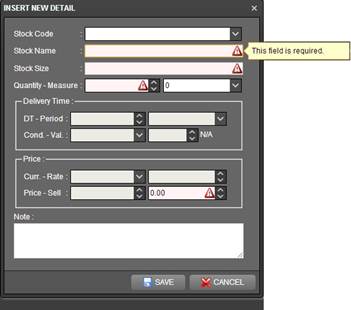 INSERT NEW DETAIL
Stock Code :
Stock Name : This field is required.
Stock Size :
Quantity - Measure : 0
Delivery Time :
DT - Period :
Cond. - Val. : N/A
Price :
Curr. - Rate :
Price - Sell : 0.00
Note :
SAVE CANCEL